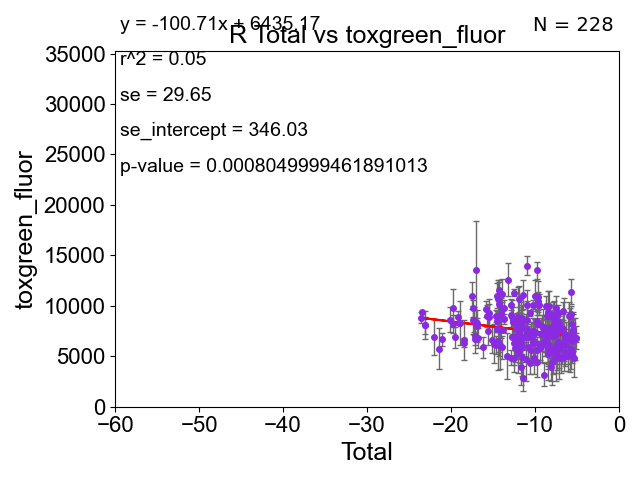 y = -100.71x + 6435.17
N = 228
R Total vs toxgreen_fluor
r^2 = 0.05
se = 29.65
se_intercept = 346.03
p-value = 0.0008049999461891013
toxgreen_fluor
35000
30000
25000
20000
15000
10000
5000
0
−60 −50 −40 −30 −20 −10 0
Total